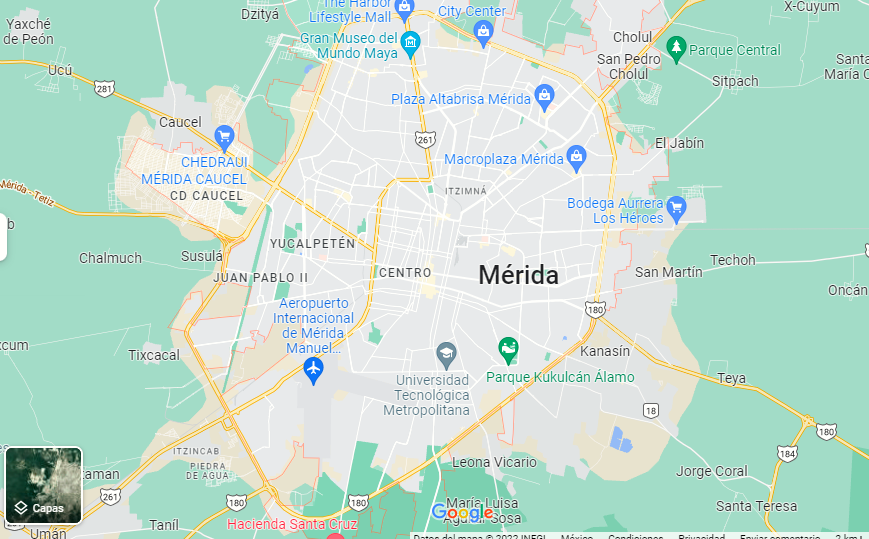 Dzityá
The Harbor
Lifestyle Mall
City Center
X-Cuyum
Yaxché
de Peón
Gran Museo del
Mundo Maya
Cholul
Parque Central
San Pedro
Cholul
Santa
María C
Ucú
Sitpach
281
Plaza Altabrisa Mérida
Caucel
261
El Jabín
CHEDRAUI
MÉRIDA CAUCEL
Macroplaza Mérida
Mérida - Tetiz
CD CAUCEL
ITZIMNÁ
Bodega Aurrera
Los Héroes
b
YUCALPETÉN
Chalmuch
Susulá
Techoh
JUAN PABLO II
CENTRO
Mérida
San Martín
Oncán
Aeropuerto
Internacional
de Mérida
Manuel...
180
xcum
Tixcacal
Kanasín
Universidad
Tecnológica
Metropolitana
Parque Kukulcán Álamo
Teya
18
180
ITZINCAB
184
PIEDRA
DE AGUA
Leona Vicario
Jorge Coral
taman
261
180
180
Capas
María Luisa
Google
Santa Teresa
Umán
Taníl
Hacienda Santa Cruz
Sosa
Datos del mapa © 2022 INEGI
México
Condiciones
Privacidad
Enviar comentario
2 km